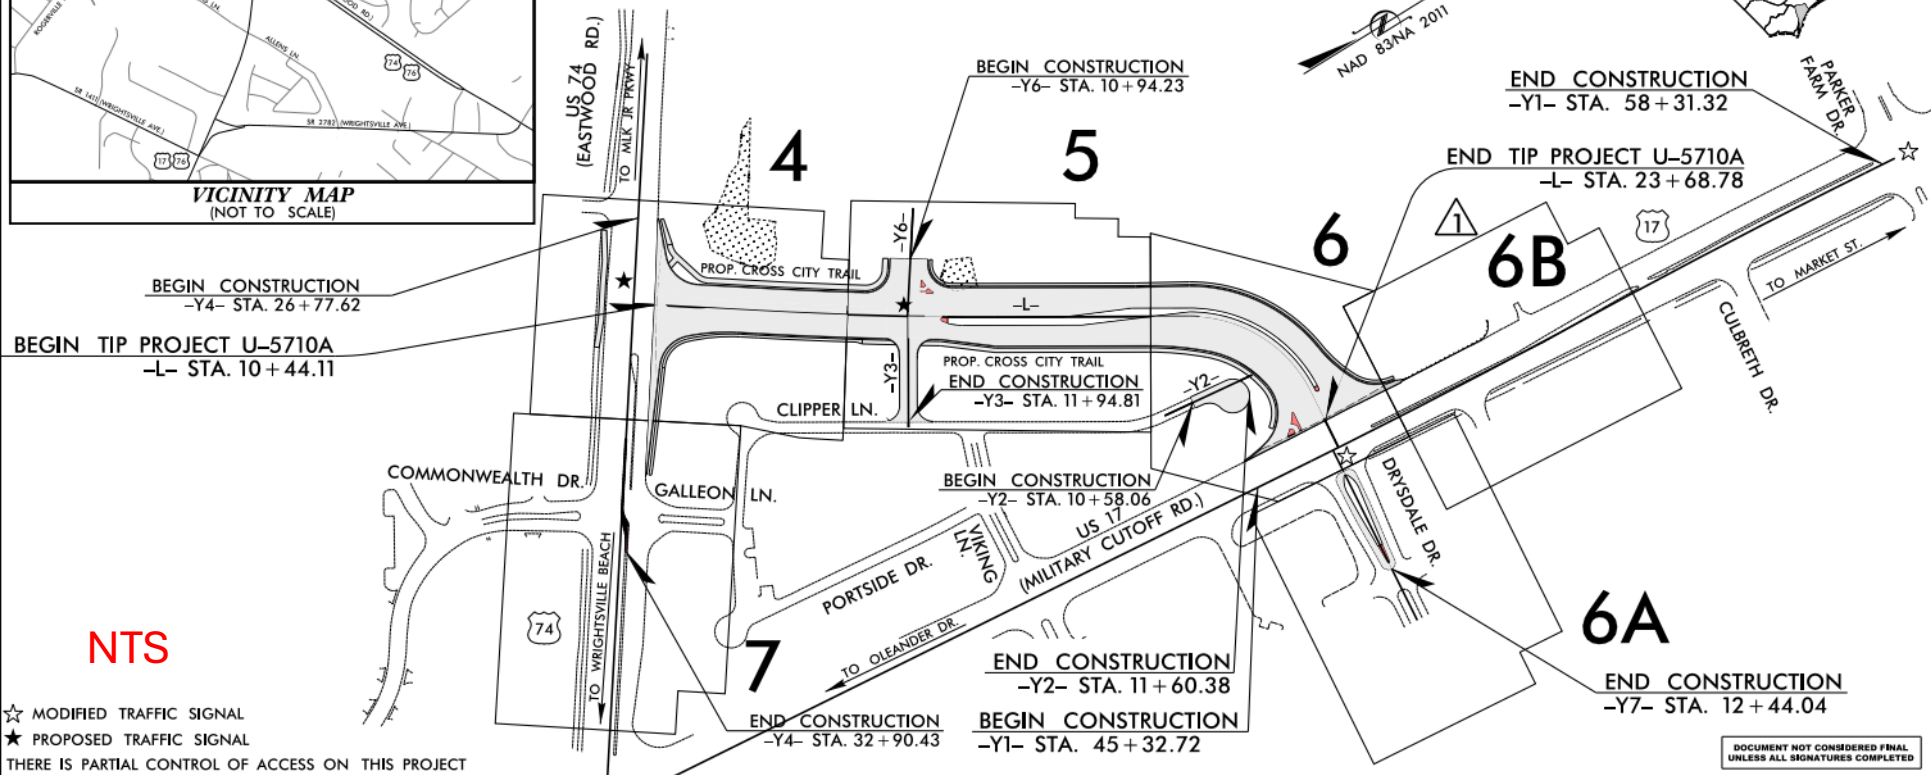 ROGERVILLE
LN.
OOD RD.)
ALLENS LN.
74
76
SR 1411 (WRIGHTSVILLE AVE.)
SR 2782 (WRIGHTSVILLE AVE.)
17
76
VICINITY MAP
(NOT TO SCALE)
US 74
(EASTWOOD RD.)
TO MLK JR PKWY
BEGIN CONSTRUCTION
-Y6- STA. 10+94.23
NAD 83/NA 2011
END CONSTRUCTION
-Y1- STA. 58+31.32
PARKER
FARM DR.
END TIP PROJECT U-5710A
-L- STA. 23+68.78
4
5
6
1
6B
17
TO MARKET ST.
CULBRETH DR.
-Y6-
PROP. CROSS CITY TRAIL
BEGIN CONSTRUCTION
-Y4- STA. 26+77.62
BEGIN TIP PROJECT U-5710A
-L- STA. 10+44.11
-L-
-Y3-
PROP. CROSS CITY TRAIL
END CONSTRUCTION
-Y3- STA. 11+94.81
-Y2-
CLIPPER LN.
COMMONWEALTH DR.
GALLEON LN.
BEGIN CONSTRUCTION
-Y2- STA. 10+58.06
US 17
(MILITARY CUTOFF RD.)
DRYSDALE DR.
VIKING
LN.
PORTSIDE DR.
TO WRIGHTSVILLE BEACH
74
NTS
7
TO OLEANDER DR.
6A
END CONSTRUCTION
-Y2- STA. 11+60.38
END CONSTRUCTION
-Y7- STA. 12+44.04
END CONSTRUCTION
-Y4- STA. 32+90.43
BEGIN CONSTRUCTION
-Y1- STA. 45+32.72
MODIFIED TRAFFIC SIGNAL
PROPOSED TRAFFIC SIGNAL
THERE IS PARTIAL CONTROL OF ACCESS ON THIS PROJECT
DOCUMENT NOT CONSIDERED FINAL
UNLESS ALL SIGNATURES COMPLETED